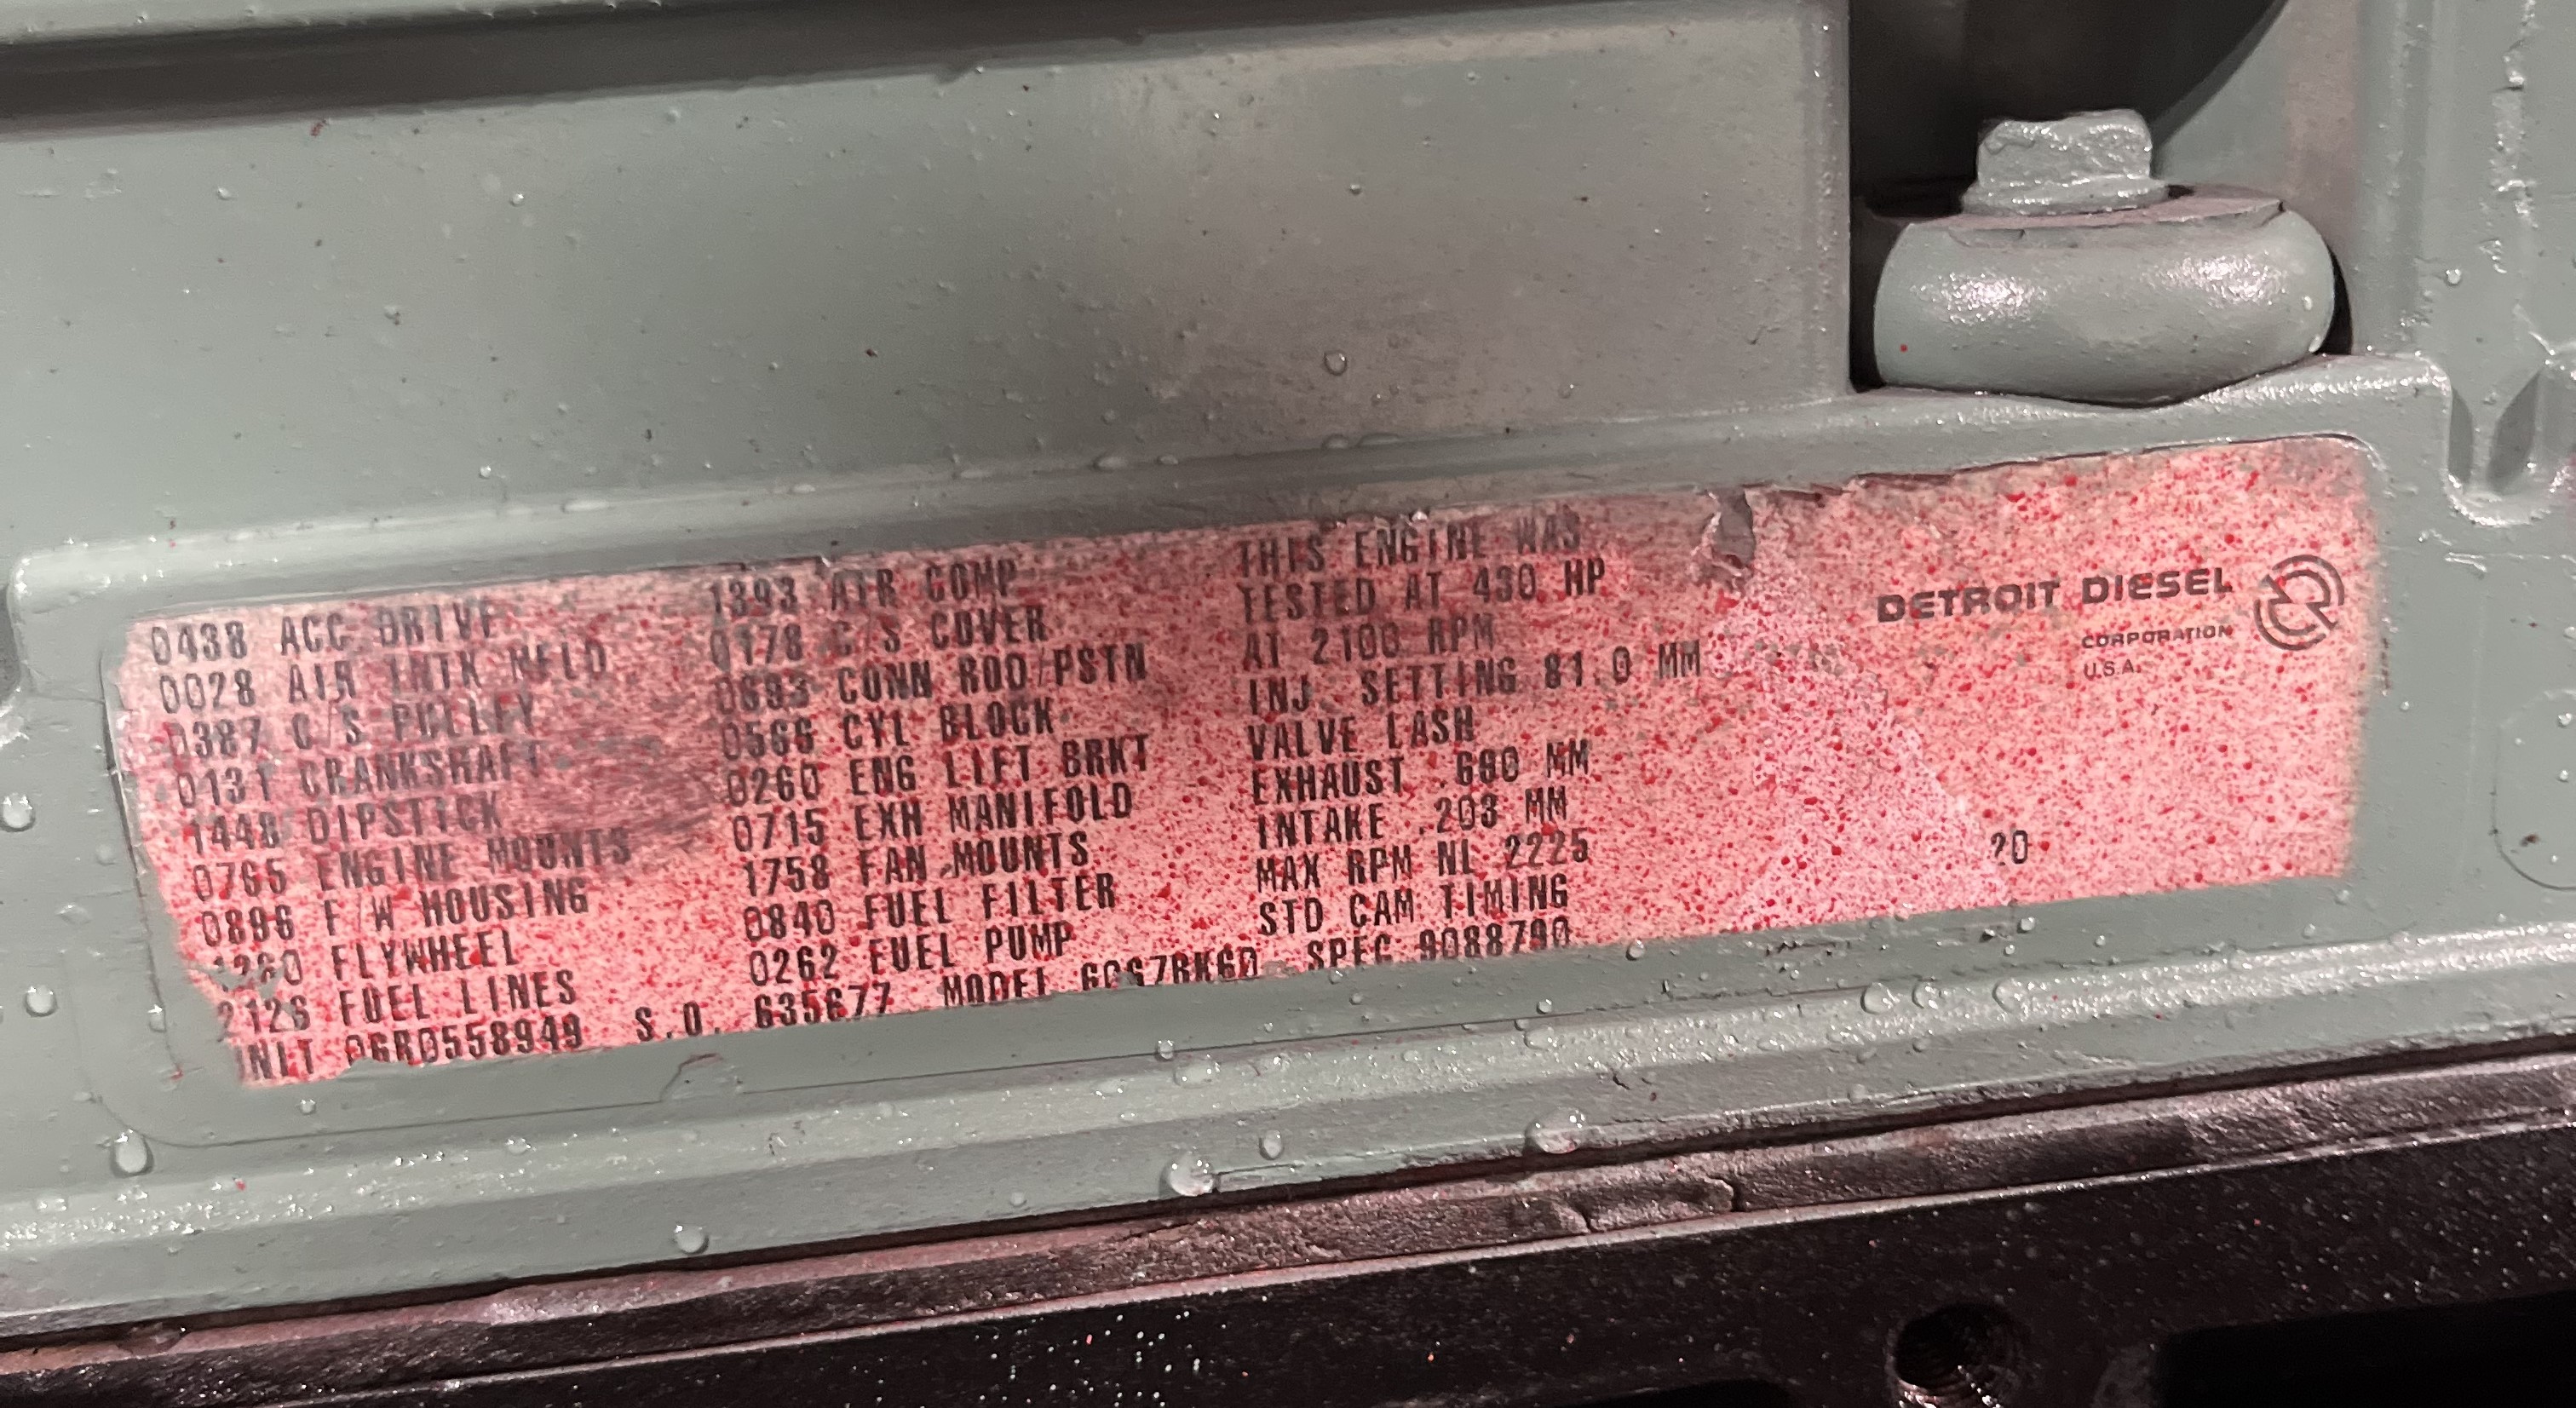 0438 ACC DRIVE
0028 AIR INTK MFLD
0387 C/S PULLEY
0131 CRANKSHAFT
1448 DIPSTICK
0765 ENGINE MOUNTS
0896 F/W HOUSING
FLYWHEEL
2126 FUEL LINES
1393 AIR COMP
0178 C/S COVER
0693 CONN ROD/PSTN
0566 CYL BLOCK
0260 ENG LIFT BRKT
0715 EXH MANIFOLD
1758 FAN MOUNTS
0840 FUEL FILTER
0262 FUEL PUMP
THIS ENGINE WAS
TESTED AT 430 HP
AT 2100 RPM
INJ. SETTING 81.0 MM
VALVE LASH
EXHAUST .660 MM
INTAKE .203 MM
MAX RPM NL 2225
STD CAM TIMING
UNIT 06R0558949 S.O. 635677 MODEL SPEC 9088790
DETROIT DIESEL
CORPORATION
U.S.A.
20